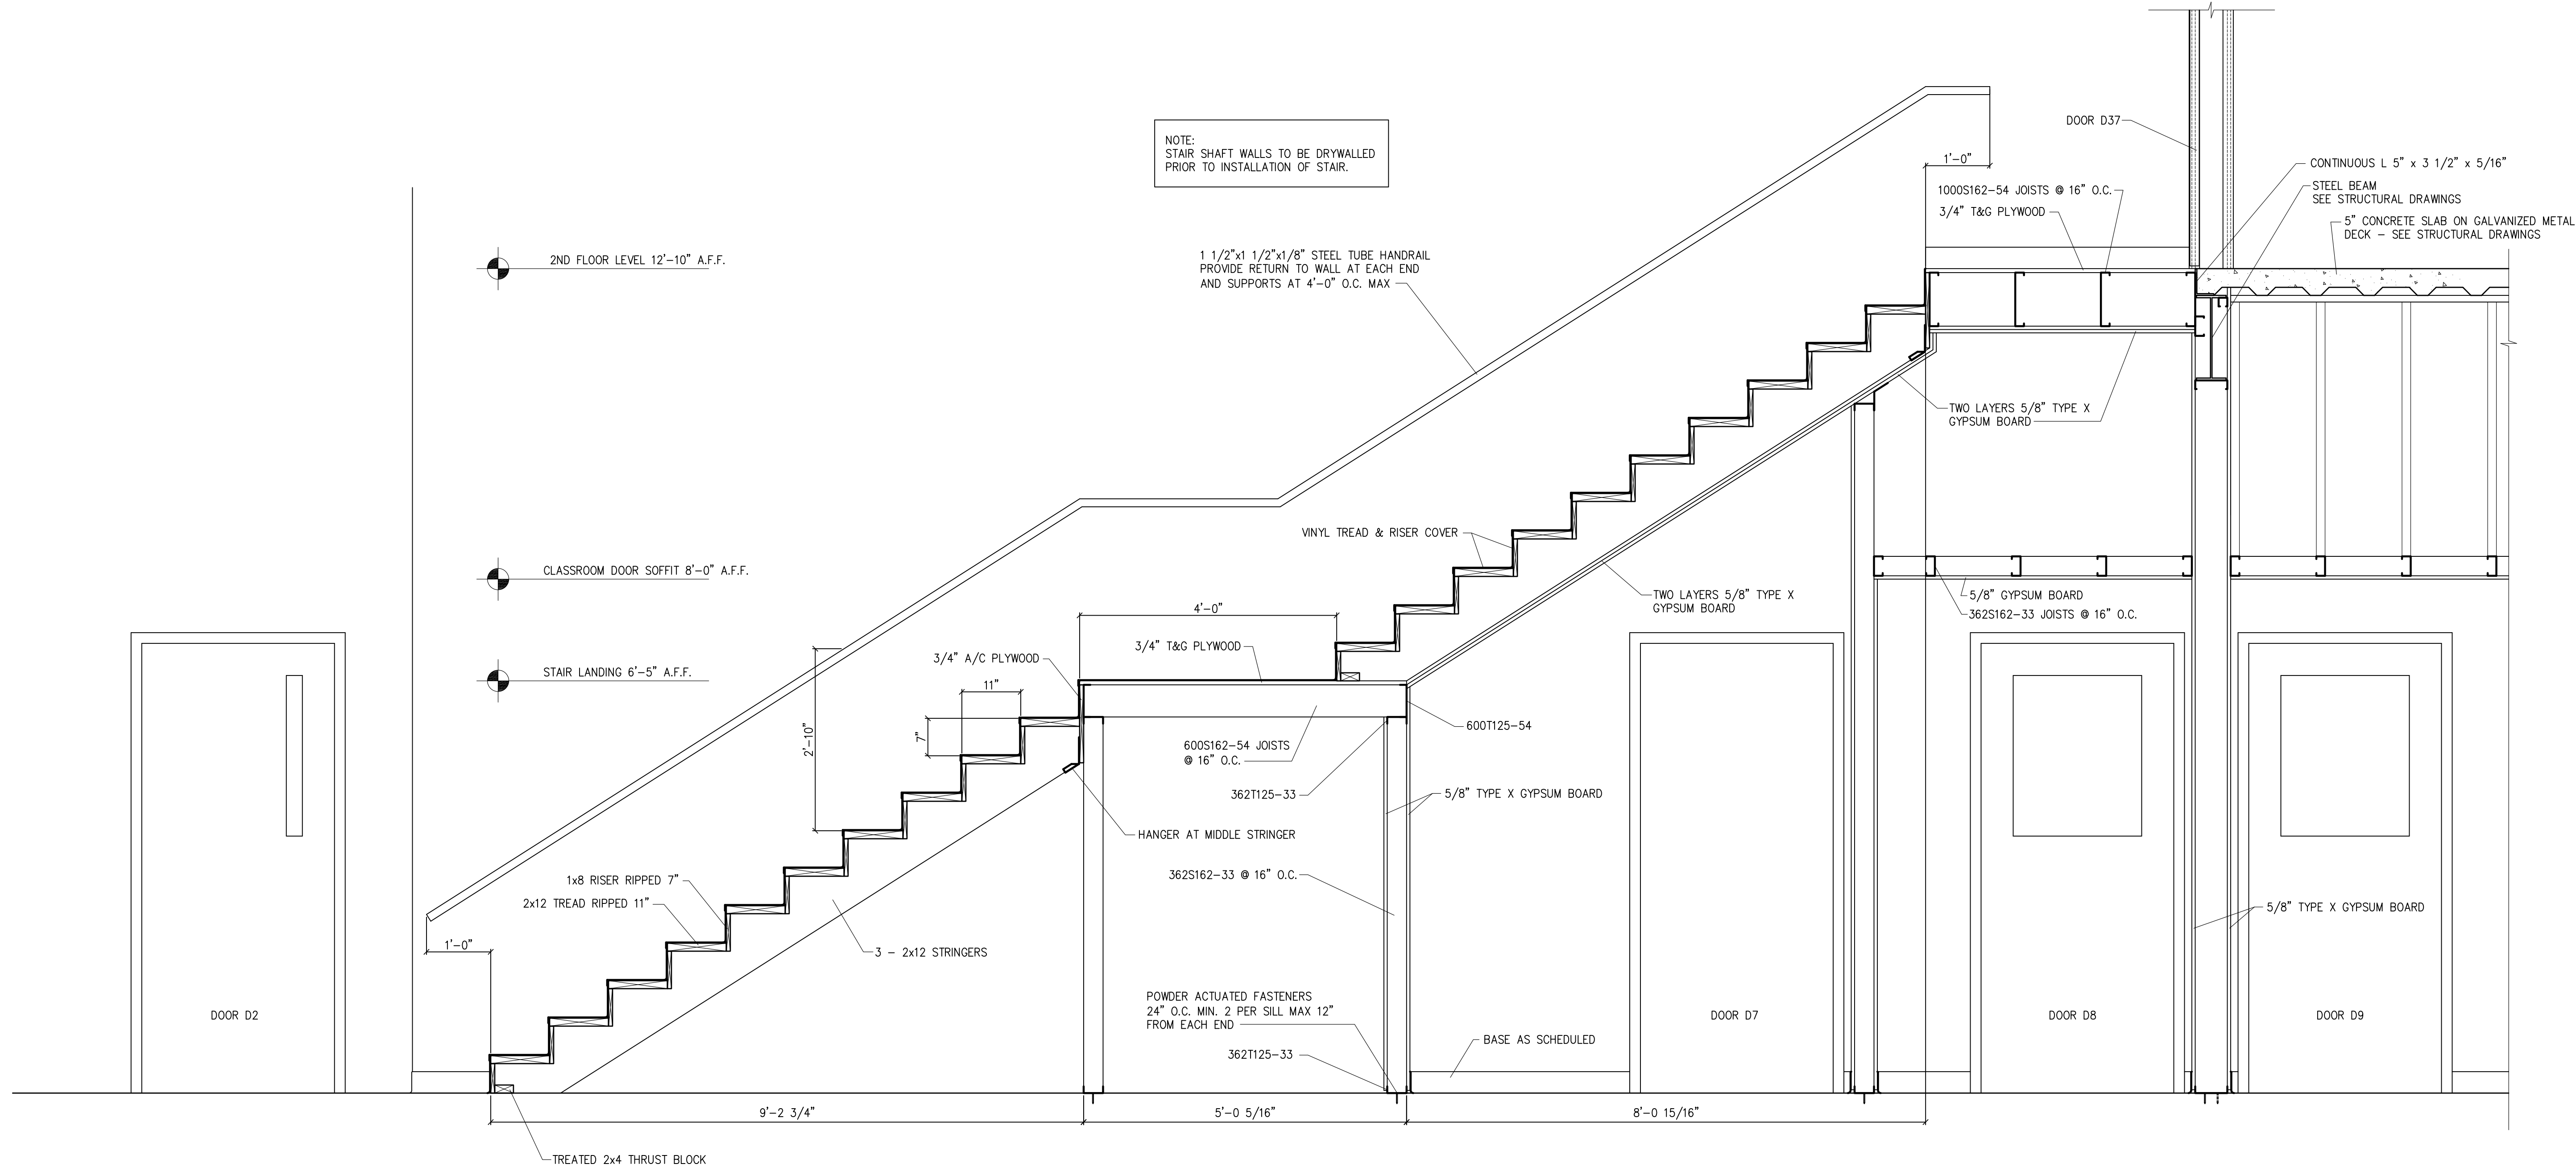 DOOR D37
NOTE:
STAIR SHAFT WALLS TO BE DRYWALLED
PRIOR TO INSTALLATION OF STAIR.
1'-0"
CONTINUOUS L 5" x 3 1/2" x 5/16"
1000S162-54 JOISTS @ 16" O.C.
STEEL BEAM
SEE STRUCTURAL DRAWINGS
3/4" T&G PLYWOOD
5" CONCRETE SLAB ON GALVANIZED METAL
DECK - SEE STRUCTURAL DRAWINGS
2ND FLOOR LEVEL 12'-10" A.F.F.
1 1/2"x1 1/2"x1/8" STEEL TUBE HANDRAIL
PROVIDE RETURN TO WALL AT EACH END
AND SUPPORTS AT 4'-0" O.C. MAX
TWO LAYERS 5/8" TYPE X
GYPSUM BOARD
VINYL TREAD & RISER COVER
CLASSROOM DOOR SOFFIT 8'-0" A.F.F.
TWO LAYERS 5/8" TYPE X
GYPSUM BOARD
5/8" GYPSUM BOARD
362S162-33 JOISTS @ 16" O.C.
4'-0"
3/4" T&G PLYWOOD
3/4" A/C PLYWOOD
STAIR LANDING 6'-5" A.F.F.
11"
7"
2'-10"
600T125-54
600S162-54 JOISTS
@ 16" O.C.
362T125-33
5/8" TYPE X GYPSUM BOARD
HANGER AT MIDDLE STRINGER
362S162-33 @ 16" O.C.
1x8 RISER RIPPED 7"
2x12 TREAD RIPPED 11"
5/8" TYPE X GYPSUM BOARD
1'-0"
3 - 2x12 STRINGERS
POWDER ACTUATED FASTENERS
24" O.C. MIN. 2 PER SILL MAX 12"
FROM EACH END
DOOR D2
DOOR D7
DOOR D8
DOOR D9
BASE AS SCHEDULED
362T125-33
9'-2 3/4"
5'-0 5/16"
8'-0 15/16"
TREATED 2x4 THRUST BLOCK